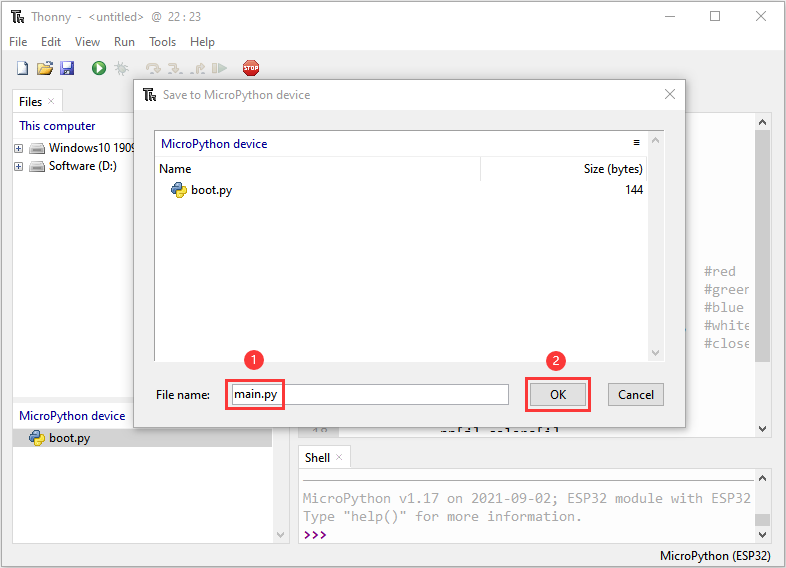 Thonny - <untitled> @ 22 : 23
File Edit View Run Tools Help
STOP
Files ×
This computer
Windows10 1909
Software (D:)
Save to MicroPython device
MicroPython device
Name Size (bytes)
boot.py 144
#red
#green
#blue
#white
#close
1
2
File name: main.py OK Cancel
MicroPython device
boot.py
Shell ×
MicroPython v1.17 on 2021-09-02; ESP32 module with ESP32
Type "help()" for more information.
>>>
MicroPython (ESP32)